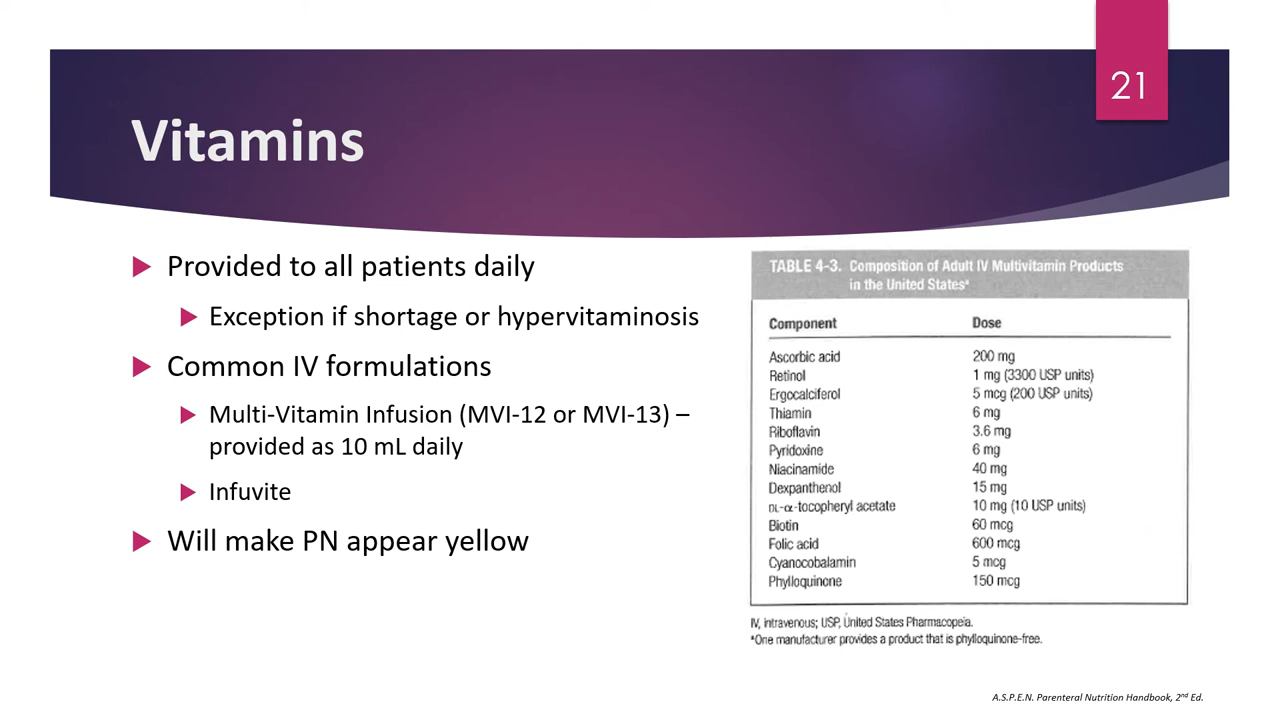 21
Vitamins
Provided to all patients daily
Exception if shortage or hypervitaminosis
Common IV formulations
Multi-Vitamin Infusion (MVI-12 or MVI-13) –
provided as 10 mL daily
Infuvite
Will make PN appear yellow
TABLE 4-3. Composition of Adult IV Multivitamin Products
in the United Statesª
Component Dose
Ascorbic acid 200 mg
Retinol 1 mg (3300 USP units)
Ergocalciferol 5 mcg (200 USP units)
Thiamin 6 mg
Riboflavin 3.6 mg
Pyridoxine 6 mg
Niacinamide 40 mg
Dexpanthenol 15 mg
DL-α-tocopheryl acetate 10 mg (10 USP units)
Biotin 60 mcg
Folic acid 600 mcg
Cyanocobalamin 5 mcg
Phylloquinone 150 mcg
IV, intravenous; USP, United States Pharmacopeia.
ªOne manufacturer provides a product that is phylloquinone-free.
A.S.P.E.N. Parenteral Nutrition Handbook, 2nd Ed.